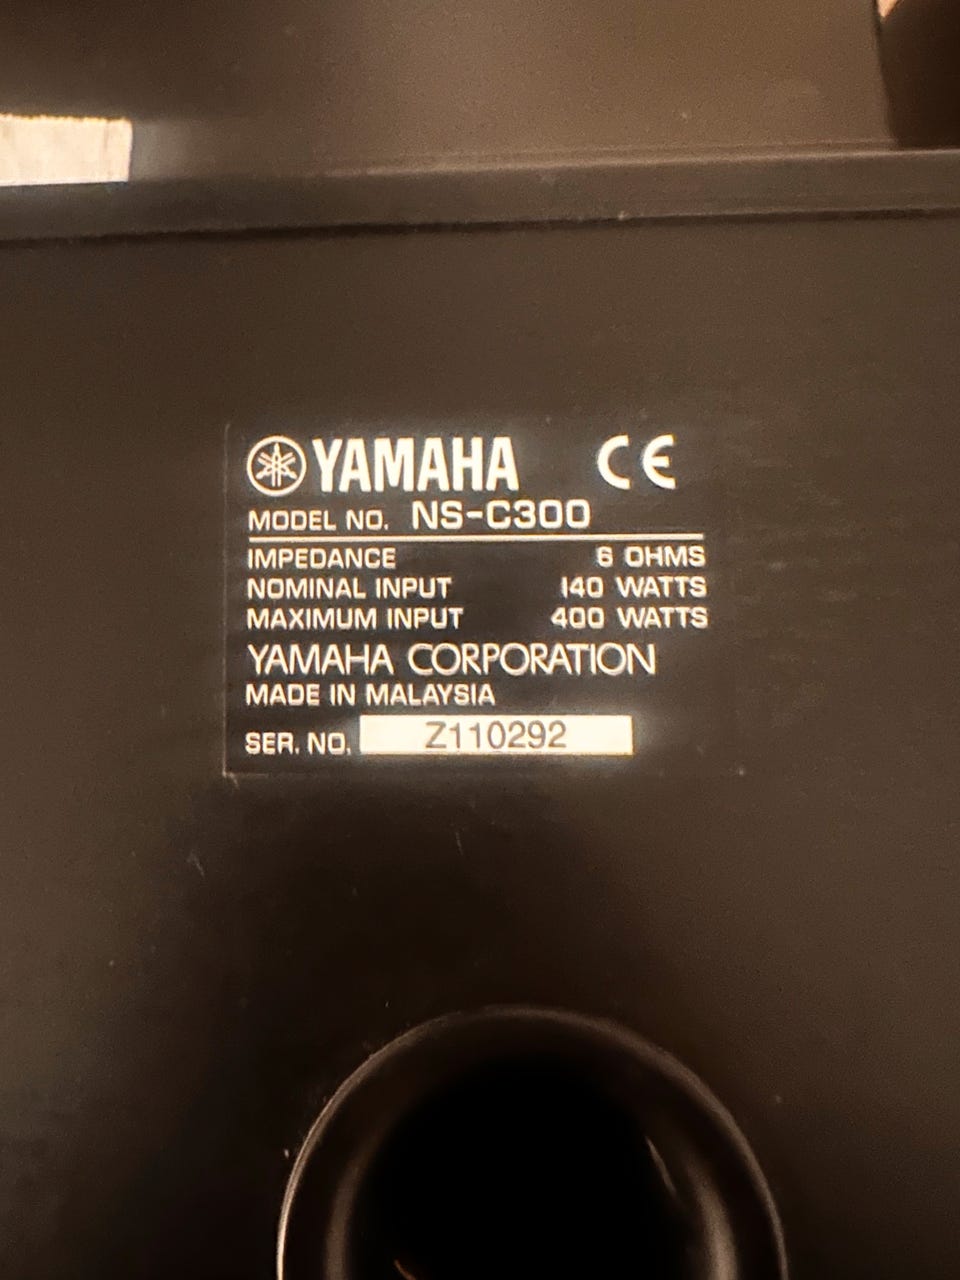 YAMAHA CE
MODEL NO. NS-C300
IMPEDANCE 6 OHMS
NOMINAL INPUT 140 WATTS
MAXIMUM INPUT 400 WATTS
YAMAHA CORPORATION
MADE IN MALAYSIA
SER. NO. Z110292